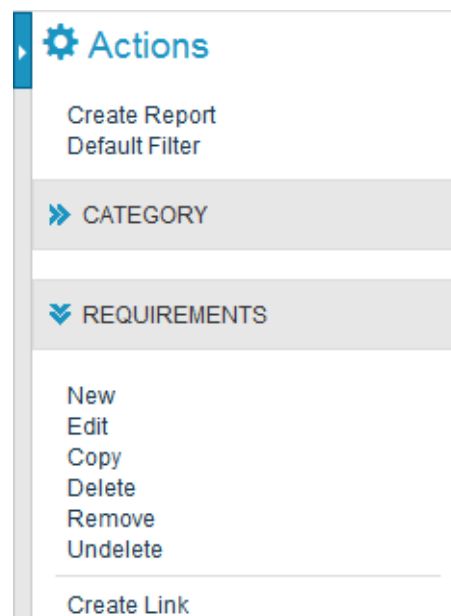 Actions
Create Report
Default Filter
CATEGORY
REQUIREMENTS
New
Edit
Copy
Delete
Remove
Undelete
Create Link